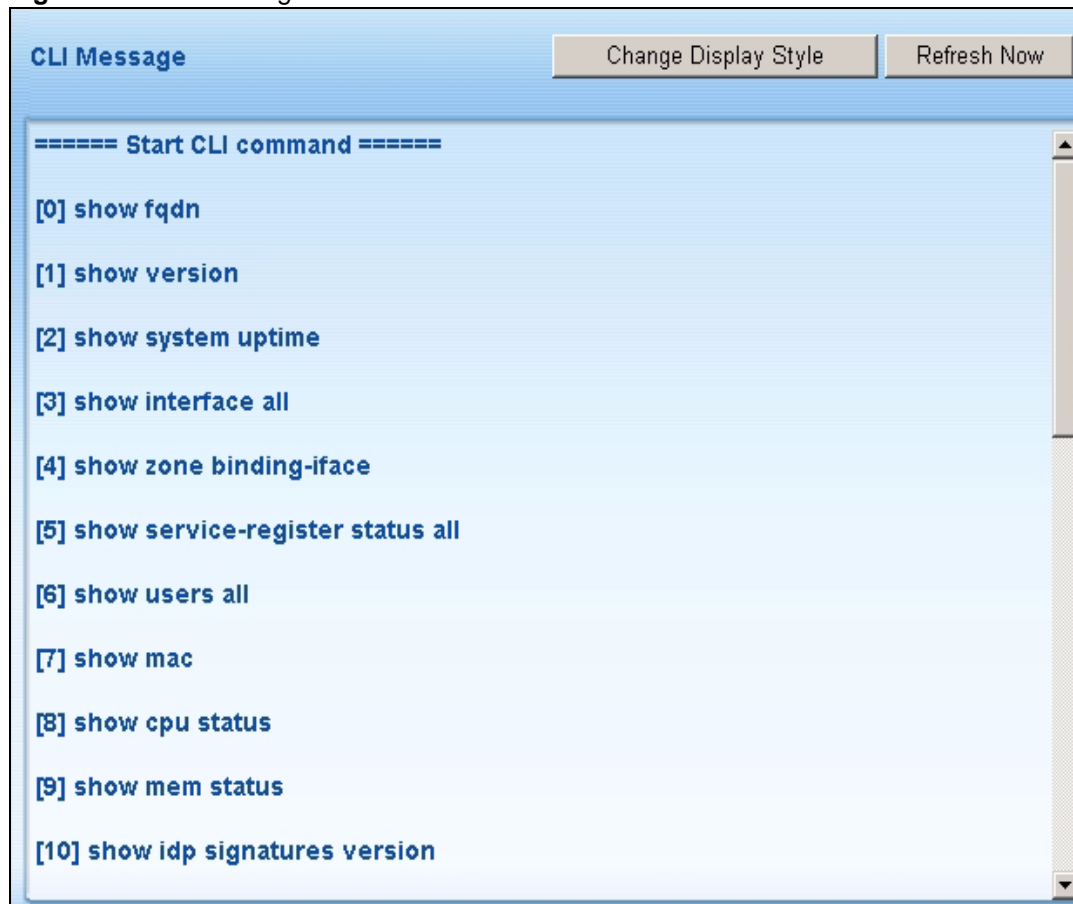 CLI Message
Change Display Style
Refresh Now
====== Start CLI command ======
[0] show fqdn
[1] show version
[2] show system uptime
[3] show interface all
[4] show zone binding-iface
[5] show service-register status all
[6] show users all
[7] show mac
[8] show cpu status
[9] show mem status
[10] show idp signatures version